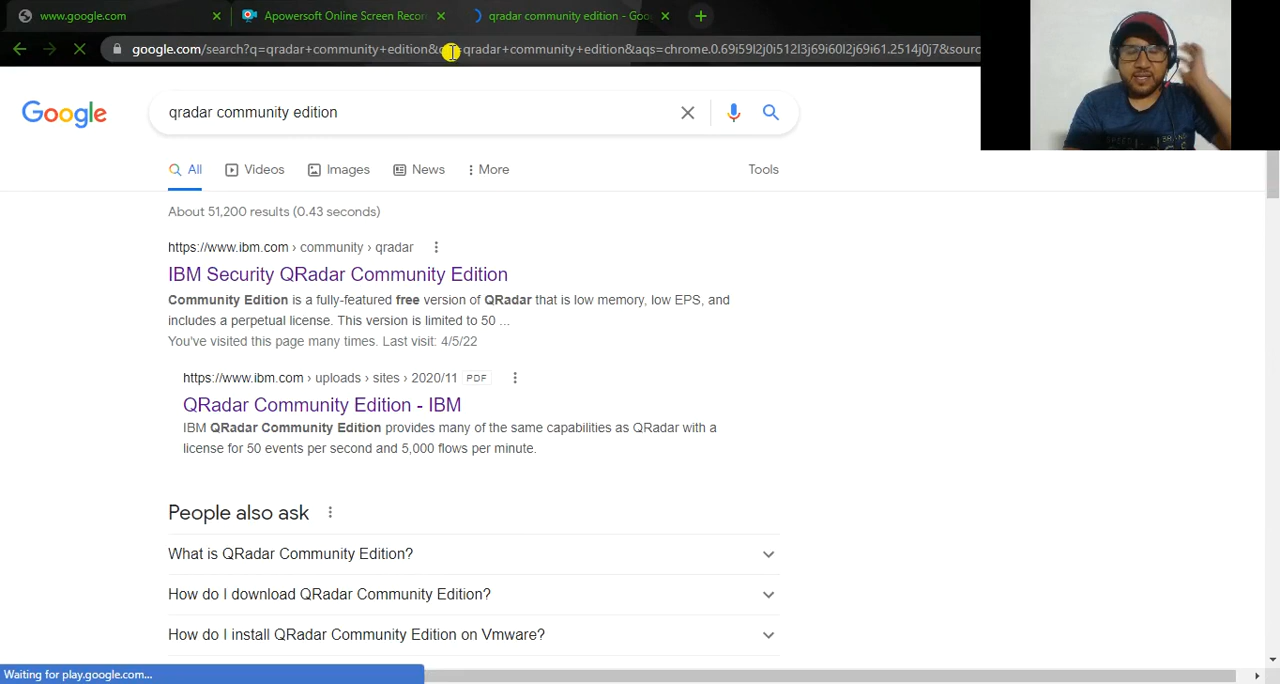 www.google.com
Apowersoft Online Screen Recor
qradar community edition - Goo
google.com/search?q=qradar+community+edition&
qradar+community+edition&aqs=chrome.0.69i59l2j0i512l3j69i60l2j69i61.2514j0j7&sourc
Google
qradar community edition
All
Videos
Images
News
More
Tools
About 51,200 results (0.43 seconds)
https://www.ibm.com › community › qradar
IBM Security QRadar Community Edition
Community Edition is a fully-featured free version of QRadar that is low memory, low EPS, and
includes a perpetual license. This version is limited to 50 ...
You've visited this page many times. Last visit: 4/5/22
https://www.ibm.com › uploads › sites › 2020/11 PDF
QRadar Community Edition - IBM
IBM QRadar Community Edition provides many of the same capabilities as QRadar with a
license for 50 events per second and 5,000 flows per minute.
People also ask
What is QRadar Community Edition?
How do I download QRadar Community Edition?
How do I install QRadar Community Edition on Vmware?
Waiting for play.google.com...